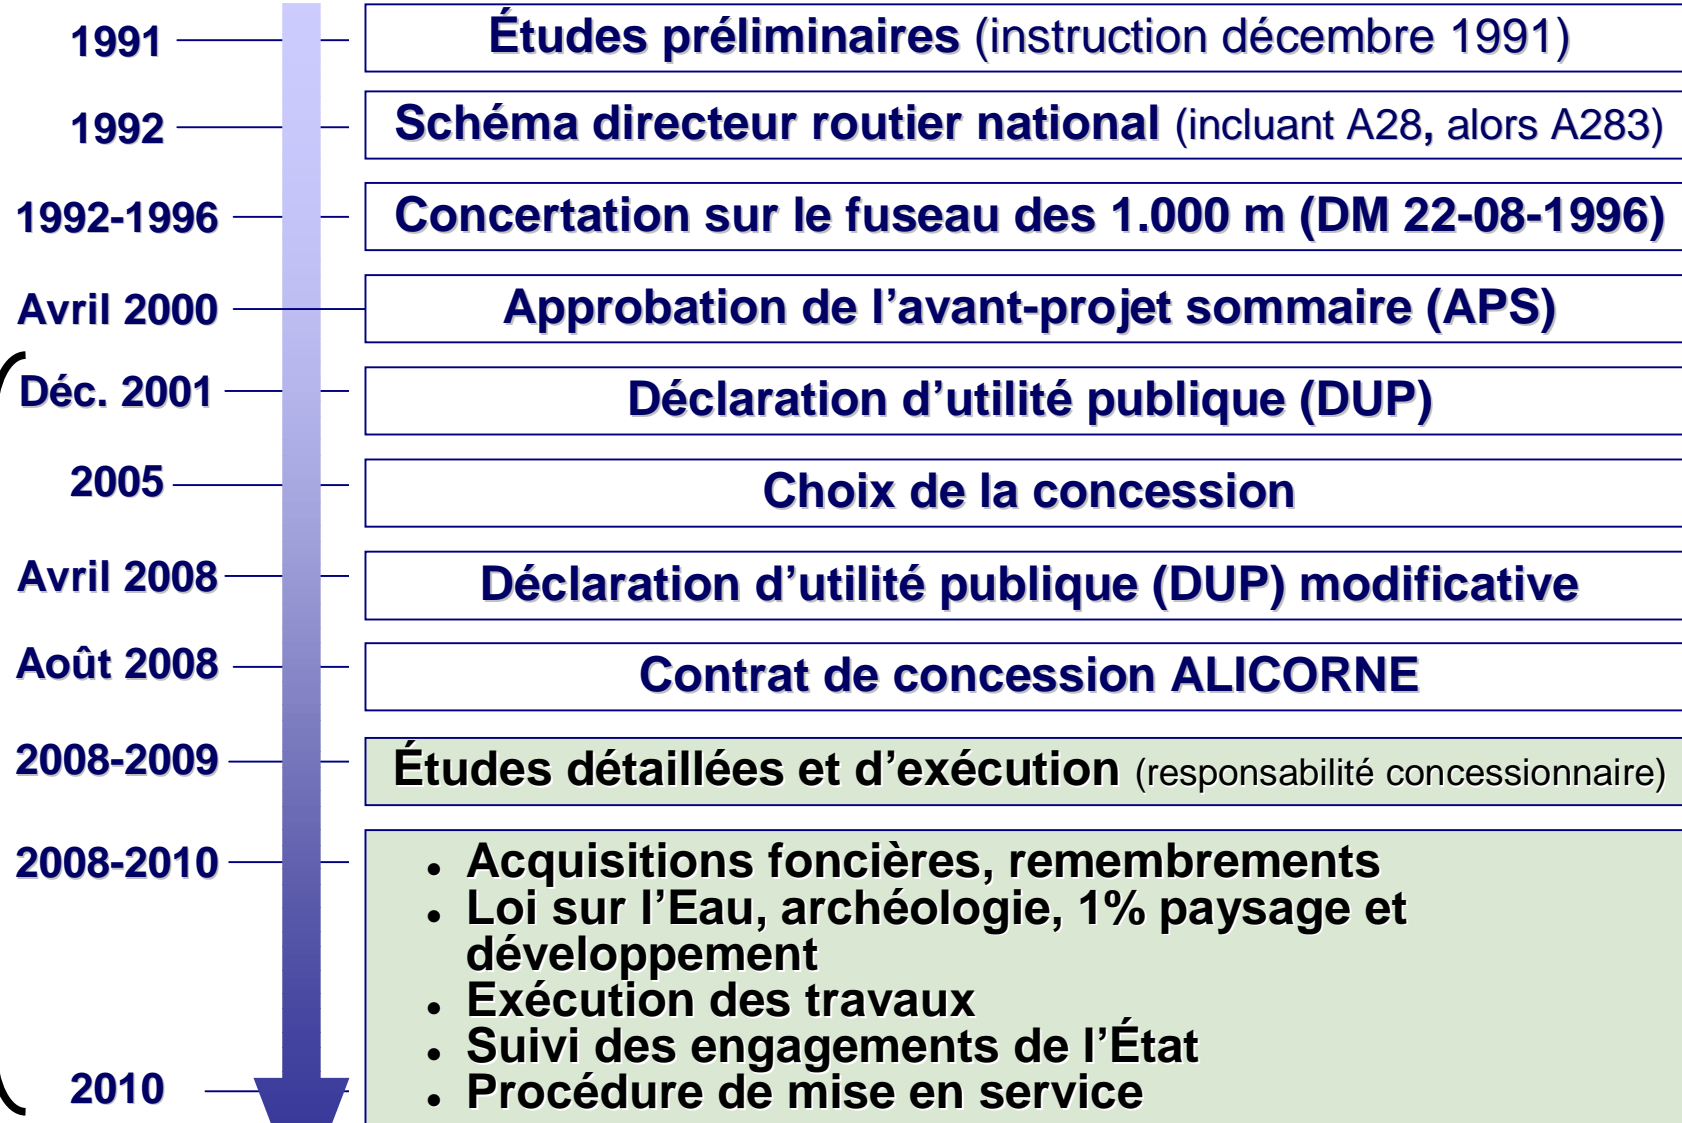 1991
Études préliminaires (instruction décembre 1991)
1992
Schéma directeur routier national (incluant A28, alors A283)
1992-1996
Concertation sur le fuseau des 1.000 m (DM 22-08-1996)
Avril 2000
Approbation de l’avant-projet sommaire (APS)
Déc. 2001
Déclaration d’utilité publique (DUP)
2005
Choix de la concession
Avril 2008
Déclaration d’utilité publique (DUP) modificative
Août 2008
Contrat de concession ALICORNE
2008-2009
Études détaillées et d’exécution (responsabilité concessionnaire)
2008-2010
• Acquisitions foncières, remembrements
• Loi sur l’Eau, archéologie, 1% paysage et
développement
• Exécution des travaux
• Suivi des engagements de l’État
2010
• Procédure de mise en service